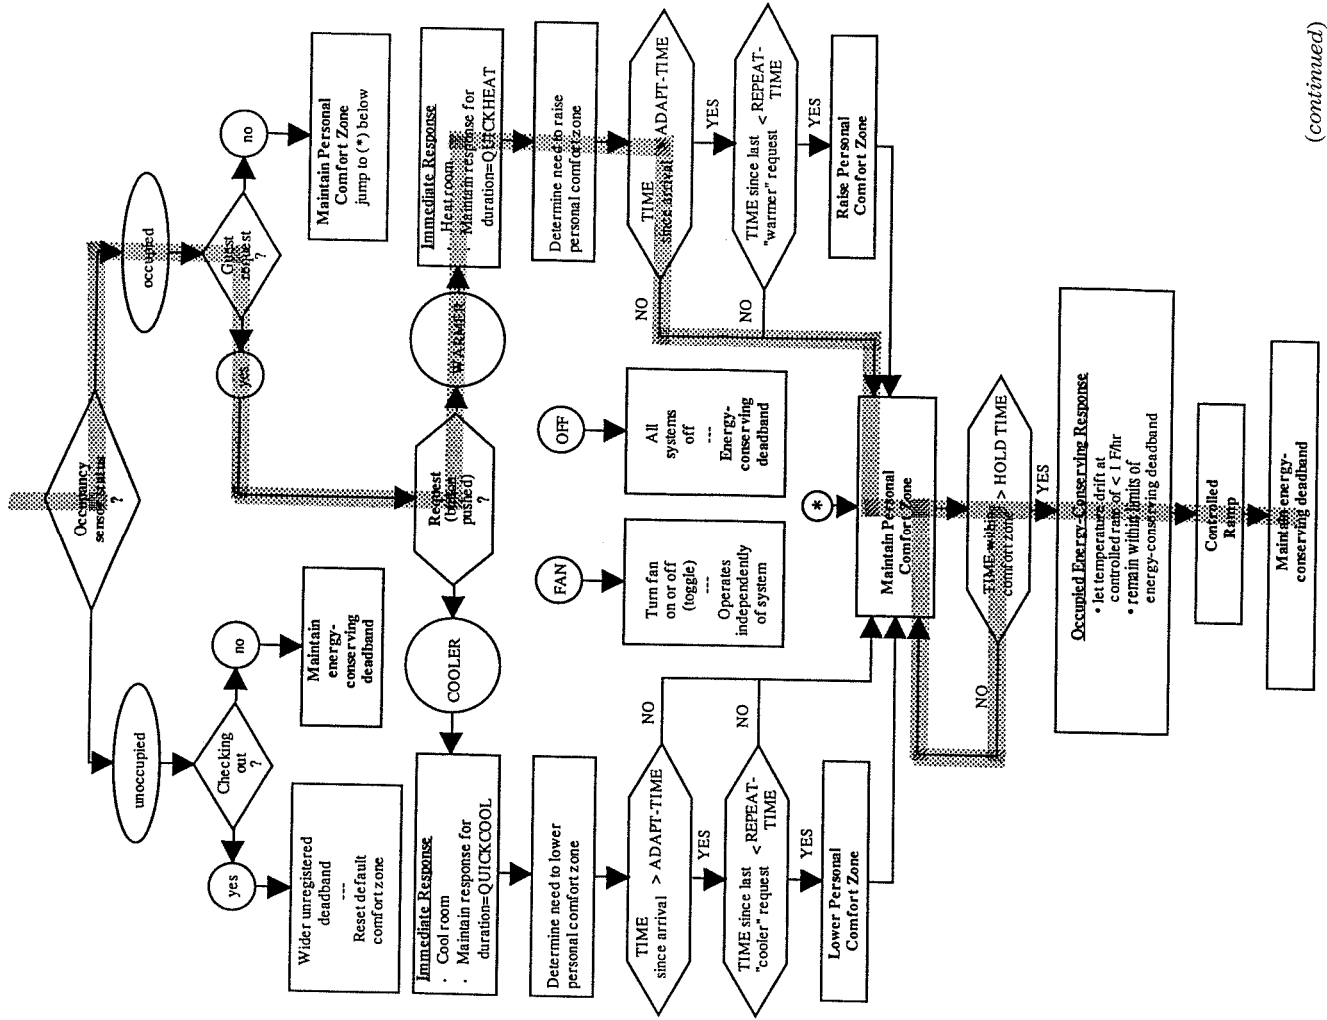 Occupancy
sensor status
?
unoccupied
occupied
Checking
out
?
yes
no
Guest
request
?
yes
no
Wider unregistered
deadband
---
Reset default
comfort zone
Maintain
energy-
conserving
deadband
Maintain Personal
Comfort Zone
jump to (*) below
Request
(button
pushed)
?
COOLER
WARMER
Immediate Response
· Cool room
· Maintain response for
duration=QUICKCOOL
Immediate Response
· Heat room
· Maintain response for
duration=QUICKHEAT
Determine need to lower
personal comfort zone
FAN
OFF
Determine need to raise
personal comfort zone
TIME
since arrival > ADAPT-TIME
NO
YES
Turn fan
on or off
(toggle)
---
Operates
independently
of system
All
systems
off
---
Energy-
conserving
deadband
TIME
since arrival > ADAPT-TIME
NO
YES
TIME since last < REPEAT-
"cooler" request TIME
NO
YES
TIME since last < REPEAT-
"warmer" request TIME
NO
YES
Lower Personal
Comfort Zone
*
Raise Personal
Comfort Zone
Maintain Personal
Comfort Zone
TIME within
comfort zone > HOLD TIME
NO
YES
Occupied Energy-Conserving Response
• let temperature drift at
controlled rate of < 1 F/hr
• remain within limits of
energy-conserving deadband
Controlled
Ramp
Maintain energy-
conserving deadband
(continued)